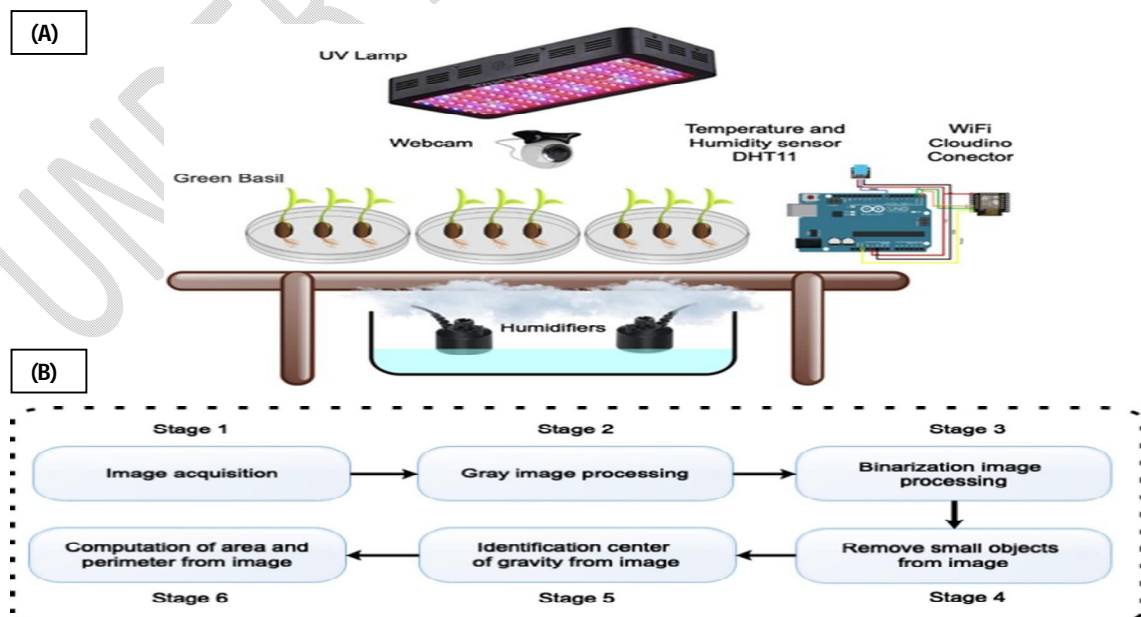 (A)
UV Lamp
Webcam
Temperature and
Humidity sensor
DHT11
WiFi
Cloudino
Conector
Green Basil
UNO
Humidifiers
(B)
Stage 1
Stage 2
Stage 3
Image acquisition
Gray image processing
Binarization image
processing
Computation of area and
perimeter from image
Identification center
of gravity from image
Remove small objects
from image
Stage 6
Stage 5
Stage 4